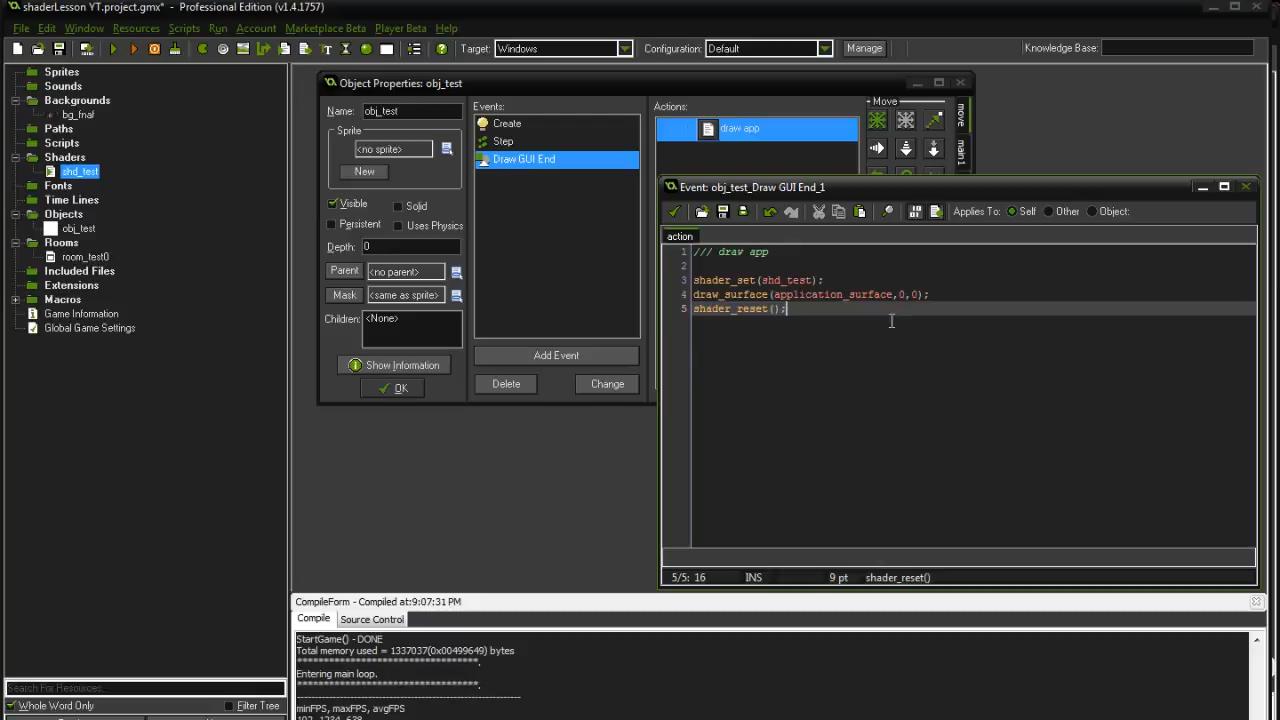 shaderLesson YT.project.gmx* - Professional Edition (v1.4.1757)
File Edit Window Resources Scripts Run Account Marketplace Beta Player Beta Help
Target: Windows Configuration: Default Manage Knowledge Base:
Sprites
Sounds
Backgrounds
bg_fnaf
Paths
Scripts
Shaders
shd_test
Fonts
Time Lines
Objects
obj_test
Rooms
room_test0
Included Files
Extensions
Macros
Game Information
Global Game Settings
Search For Resources...
Whole Word Only Filter Tree
Object Properties: obj_test
Name: obj_test
Sprite
<no sprite>
New
Visible Solid
Persistent Uses Physics
Depth: 0
Parent <no parent>
Mask <same as sprite>
Children: <None>
Show Information
OK
Events:
Create
Step
Draw GUI End
Add Event
Delete Change
Actions:
draw app
Move
move
main1
Event: obj_test_Draw GUI End_1
Applies To: Self Other Object:
action
1 /// draw app
2
3 shader_set(shd_test);
4 draw_surface(application_surface,0,0);
5 shader_reset();
5/5: 16 INS 9 pt shader_reset()
CompileForm - Compiled at:9:07:31 PM
Compile Source Control
StartGame() - DONE
Total memory used = 1337037(0x00499649) bytes
**********************************.
Entering main loop.
**********************************.
minFPS, maxFPS, avgFPS